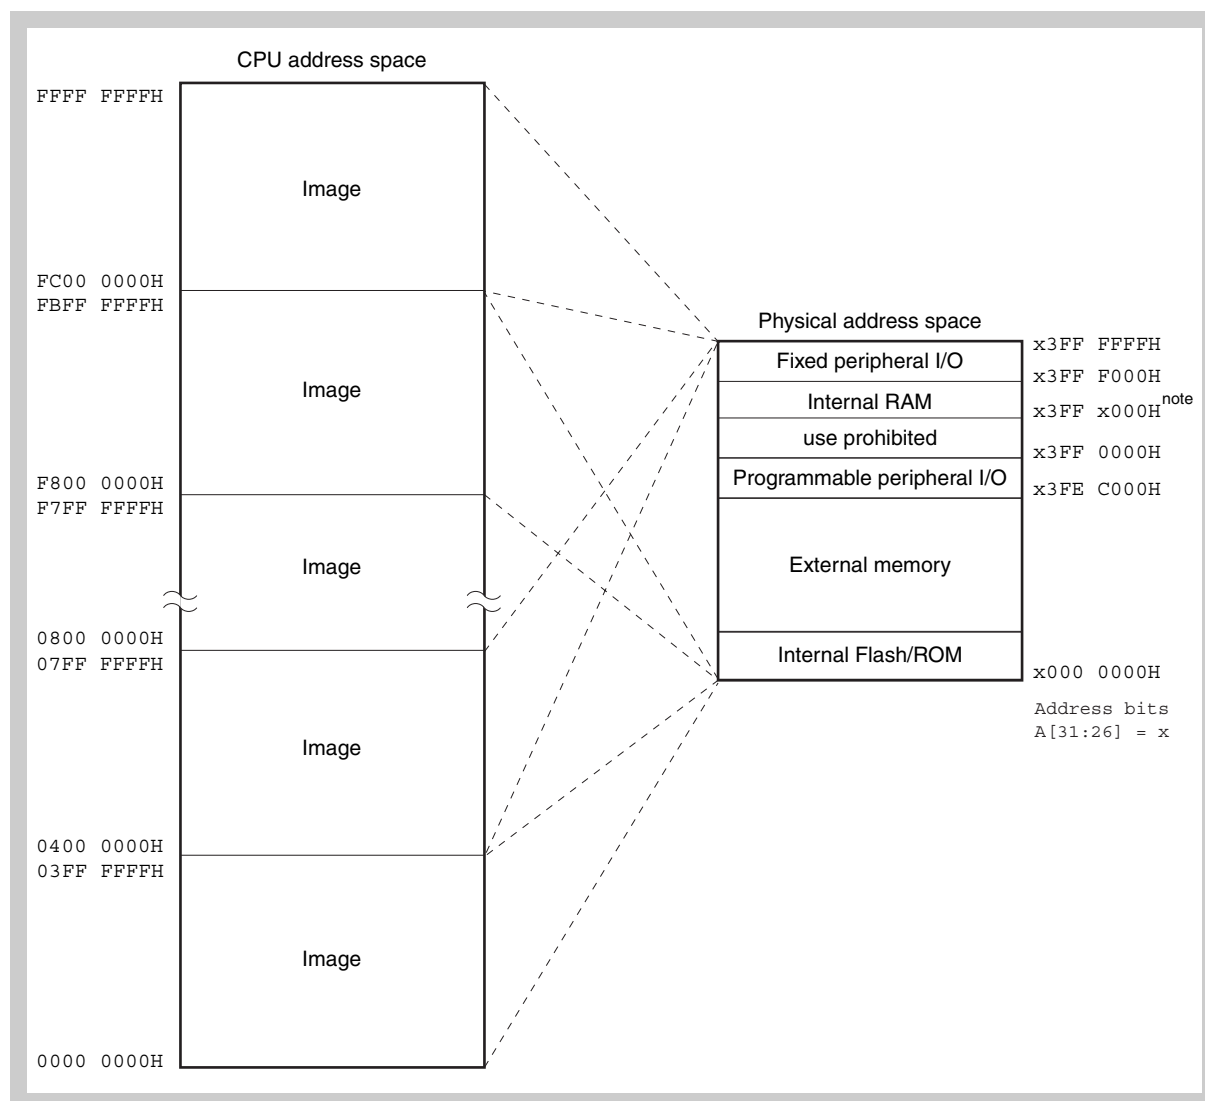 CPU address space
FFFF FFFFH
Image
FC00 0000H
FBFF FFFFH
Image
F800 0000H
F7FF FFFFH
Image
0800 0000H
07FF FFFFH
Image
0400 0000H
03FF FFFFH
Image
0000 0000H
Physical address space
x3FF FFFFH
Fixed peripheral I/O
x3FF F000H
Internal RAM
x3FF x000H note
use prohibited
x3FF 0000H
Programmable peripheral I/O
x3FE C000H
External memory
Internal Flash/ROM
x000 0000H
Address bits
A[31:26] = x